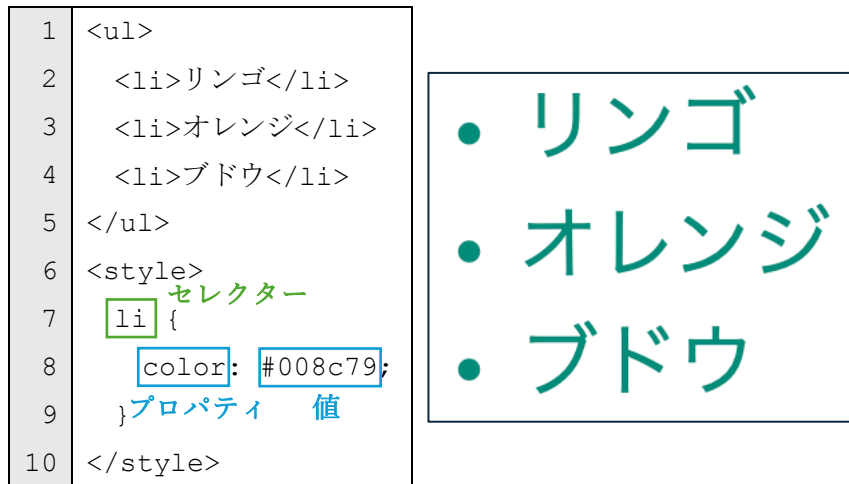 1 <ul>
2 <li>リンゴ</li>
3 <li>オレンジ</li>
4 <li>ブドウ</li>
5 </ul>
6 <style>
セレクター
7 li {
8 color: #008c79;
9 }プロパティ 値
10 </style>
• リンゴ
• オレンジ
• ブドウ